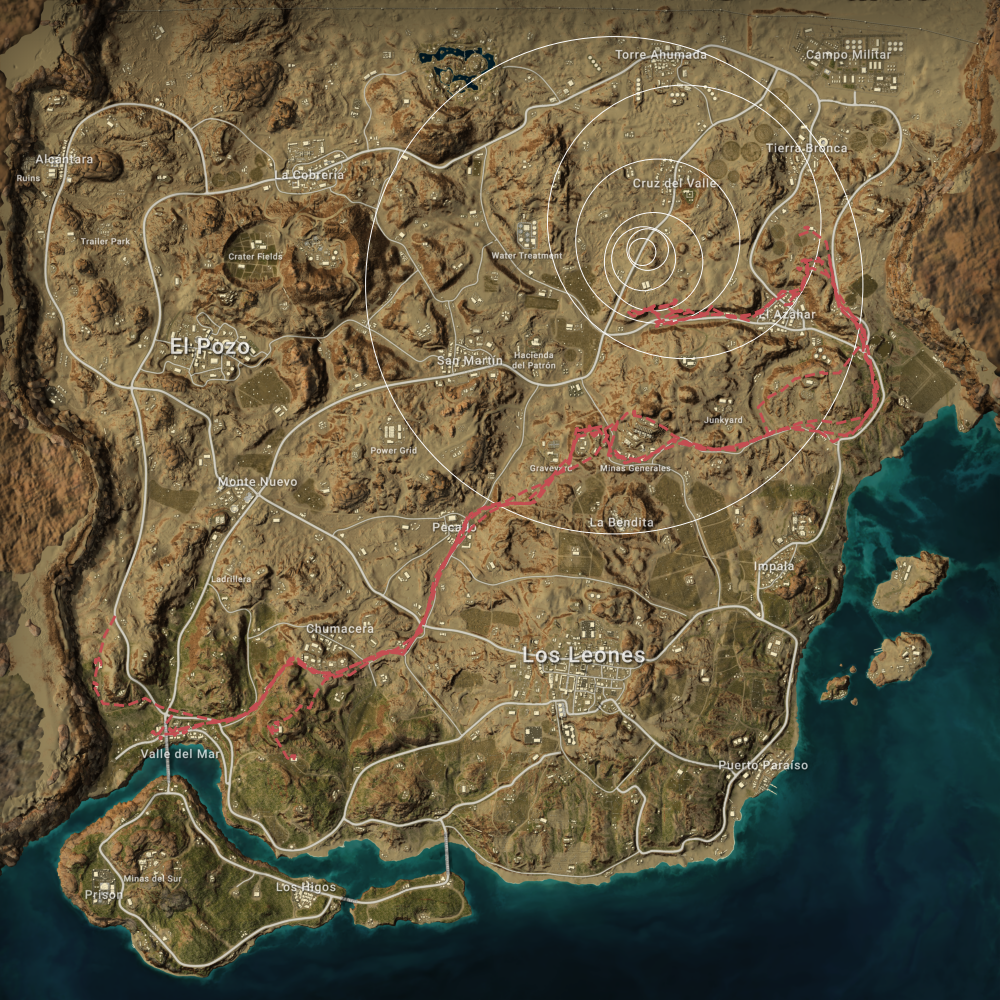 Torre Ahumada
Campo Militar
Alcantara
Ruins
La Cobreria
Tierra Bronca
Cruz del Valle
Trailer Park
Crater Fields
Water Treatment
El Pozo
San Martin
Hacienda
del Patrón
El Azahar
Power Grid
Junkyard
Graveyard
Minas Generales
Monte Nuevo
Pecado
La Bendita
Ladrillera
Impala
Chumacera
Los Leones
Valle del Mar
Puerto Paraiso
Minas del Sur
Prison
Los Higos